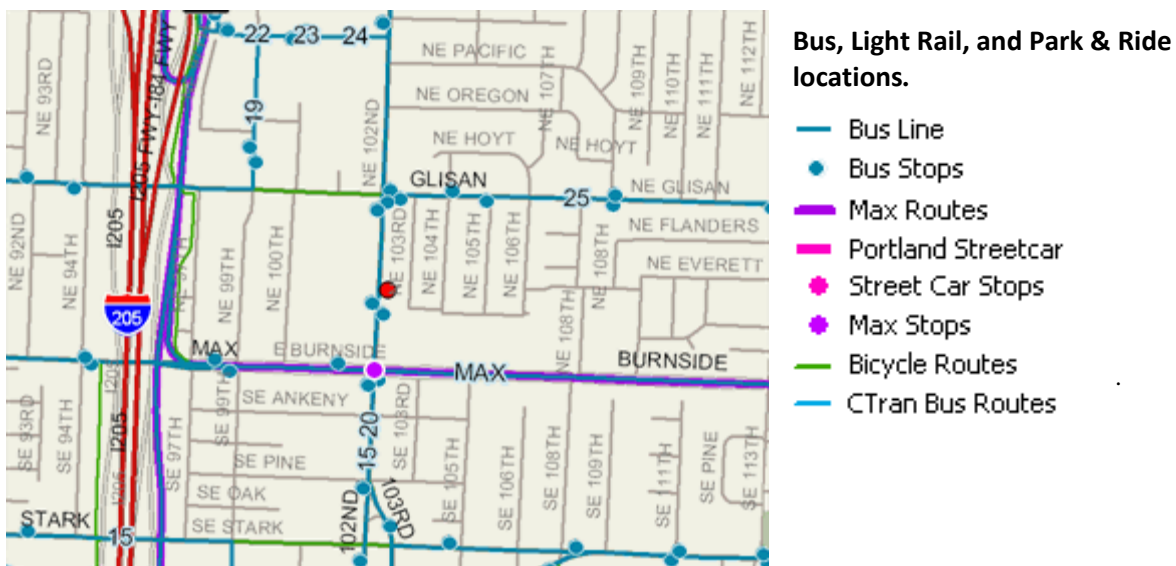 Bus, Light Rail, and Park & Ride
locations.
Bus Line
Bus Stops
Max Routes
Portland Streetcar
Street Car Stops
Max Stops
Bicycle Routes
CTran Bus Routes
22
23
24
NE PACIFIC
NE 107TH
NE 109TH
NE 110TH
NE 111TH
NE 112TH
NE 93RD
I205 FWY-I84 FWY
NE OREGON
19
NE 102ND
NE HOYT
NE HOYT
GLISAN
25
NE GLISAN
NE FLANDERS
NE EVERETT
NE 92ND
NE 94TH
I205
NE 99TH
NE 100TH
NE 103RD
NE 104TH
NE 105TH
NE 106TH
NE 108TH
NE 108TH
205
MAX
E BURNSIDE
MAX
BURNSIDE
I205
SE 99TH
SE ANKENY
SE 93RD
SE 94TH
I205
SE 97TH
15-20
SE 103RD
SE PINE
SE OAK
SE STARK
SE 105TH
SE 106TH
SE 108TH
SE 109TH
SE 111TH
SE PINE
SE 113TH
I205
STARK
15
102ND
103RD